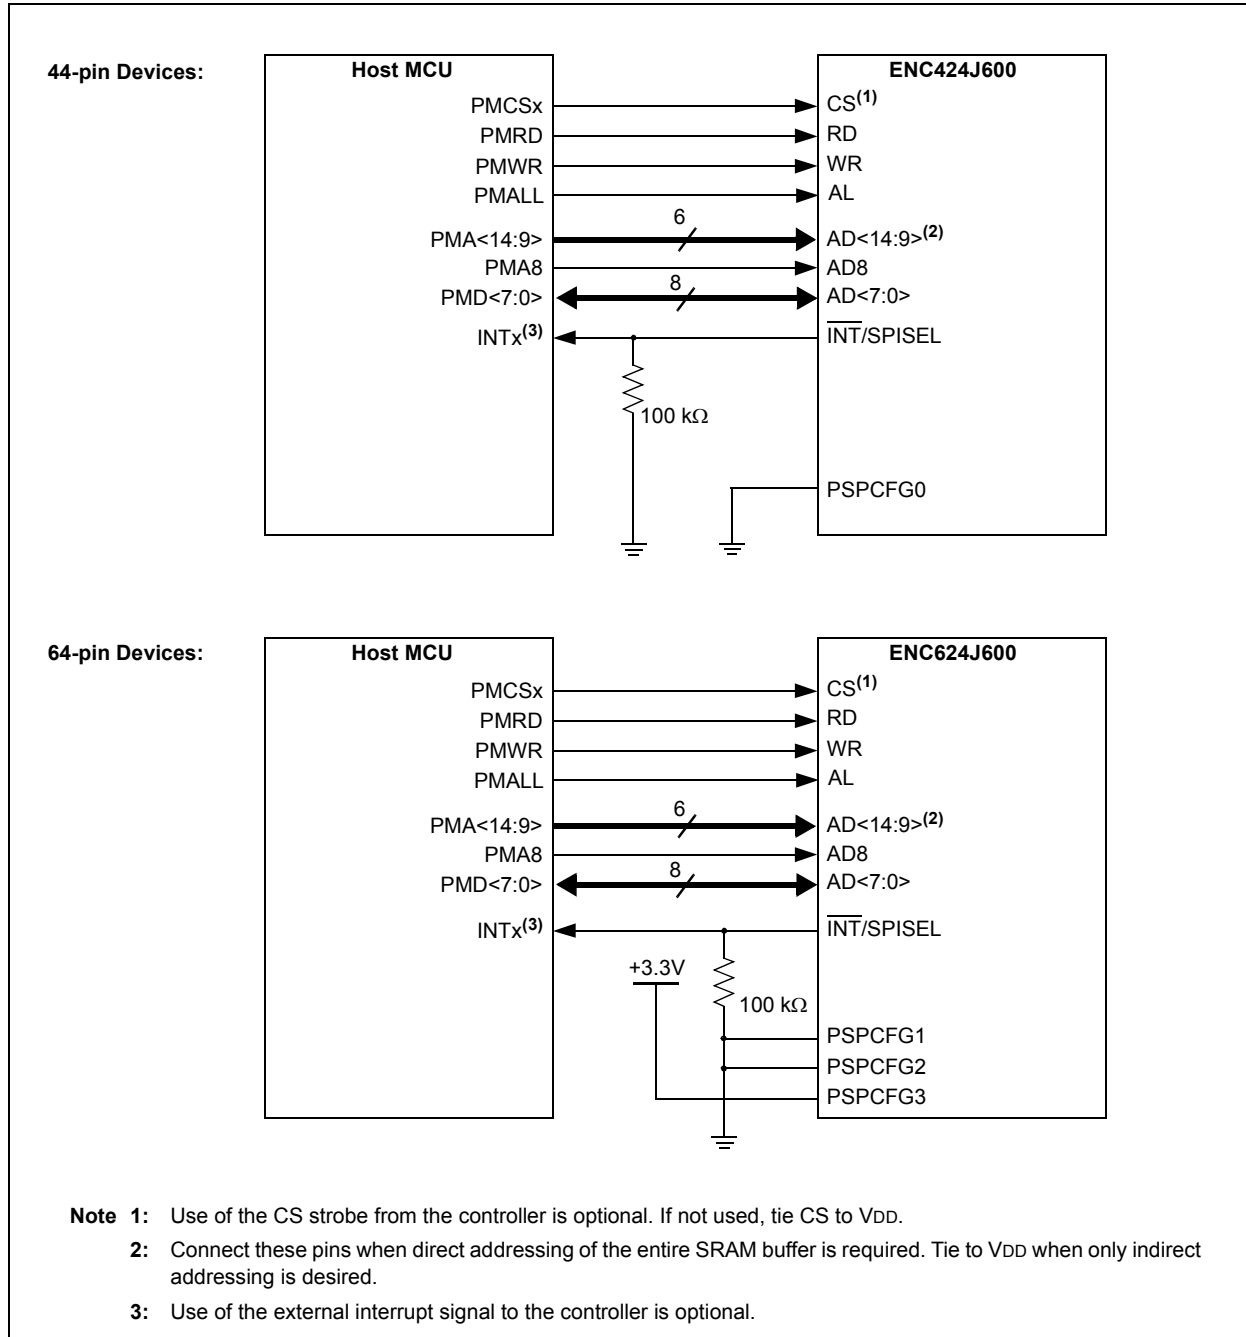 44-pin Devices:
Host MCU
ENC424J600
PMCSx
CS(1)
PMRD
RD
PMWR
WR
PMALL
AL
6
PMA<14:9>
AD<14:9>(2)
PMA8
AD8
8
PMD<7:0>
AD<7:0>
INTx(3)
INT/SPISEL
100 kΩ
PSPCFG0
64-pin Devices:
Host MCU
ENC624J600
PMCSx
CS(1)
PMRD
RD
PMWR
WR
PMALL
AL
6
PMA<14:9>
AD<14:9>(2)
PMA8
AD8
8
PMD<7:0>
AD<7:0>
INTx(3)
INT/SPISEL
+3.3V
100 kΩ
PSPCFG1
PSPCFG2
PSPCFG3
Note 1: Use of the CS strobe from the controller is optional. If not used, tie CS to VDD.
2: Connect these pins when direct addressing of the entire SRAM buffer is required. Tie to VDD when only indirect
addressing is desired.
3: Use of the external interrupt signal to the controller is optional.